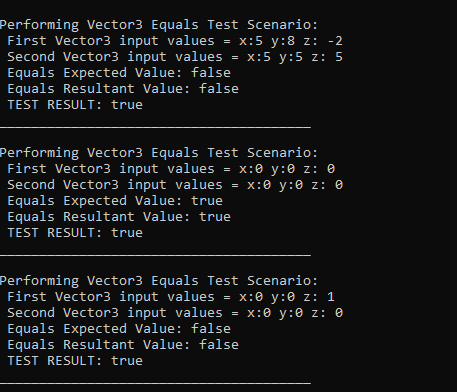 Performing Vector3 Equals Test Scenario:
 First Vector3 input values = x:5 y:8 z: -2
 Second Vector3 input values = x:5 y:5 z: 5
 Equals Expected Value: false
 Equals Resultant Value: false
 TEST RESULT: true
_______________________________________
Performing Vector3 Equals Test Scenario:
 First Vector3 input values = x:0 y:0 z: 0
 Second Vector3 input values = x:0 y:0 z: 0
 Equals Expected Value: true
 Equals Resultant Value: true
 TEST RESULT: true
_______________________________________
Performing Vector3 Equals Test Scenario:
 First Vector3 input values = x:0 y:0 z: 1
 Second Vector3 input values = x:0 y:0 z: 0
 Equals Expected Value: false
 Equals Resultant Value: false
 TEST RESULT: true
_______________________________________